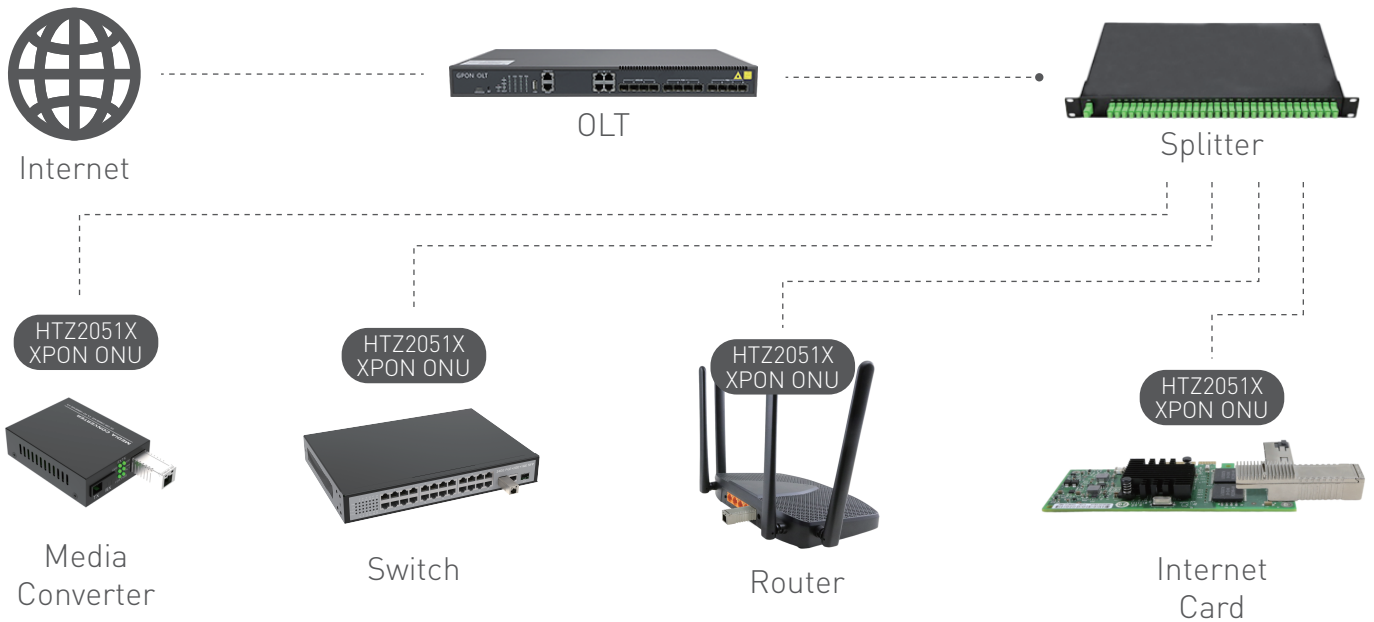 GPON OLT
OLT
Splitter
Internet
HTZ2051X
XPON ONU
HTZ2051X
XPON ONU
HTZ2051X
XPON ONU
HTZ2051X
XPON ONU
MEDIA CONVERTER
Media
Converter
Switch
Router
Internet
Card